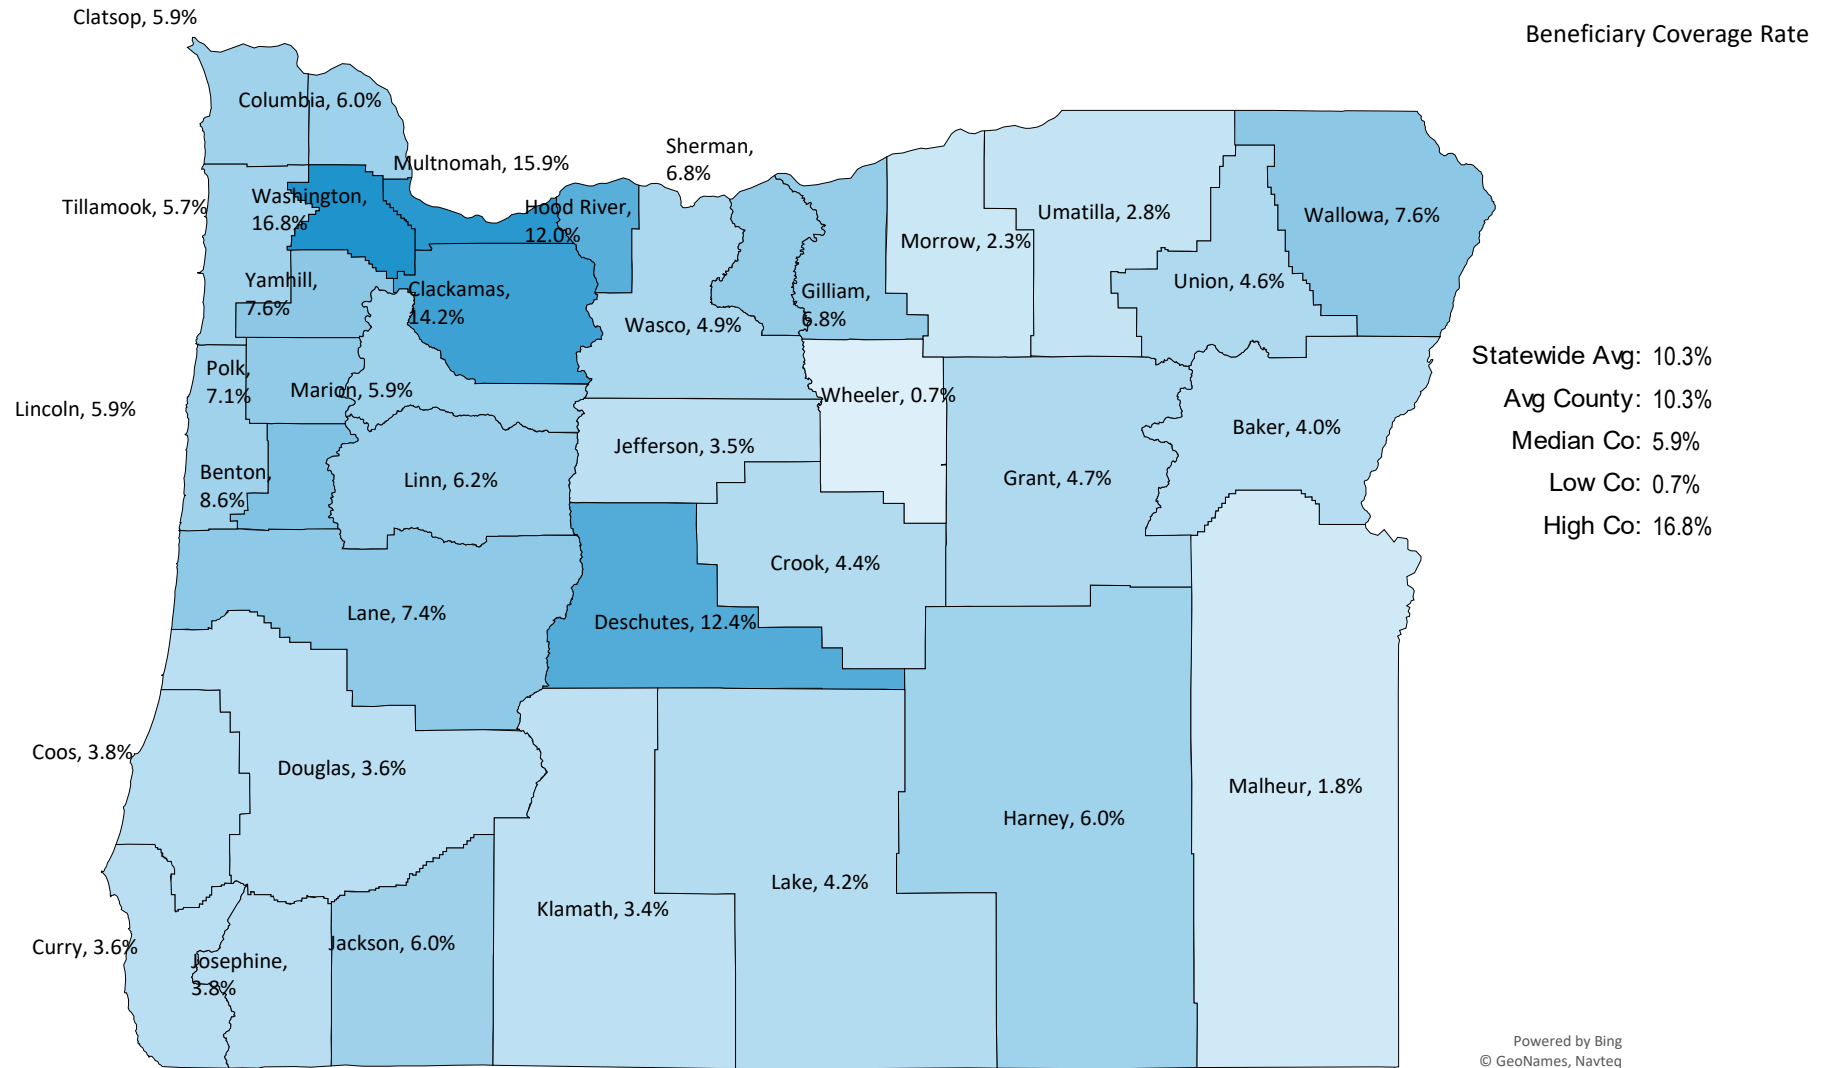 Clatsop, 5.9%
Beneficiary Coverage Rate
Columbia, 6.0%
Multnomah, 15.9%
Sherman,
6.8%
Tillamook, 5.7%
Washington,
16.8%
Hood River,
12.0%
Umatilla, 2.8%
Wallowa, 7.6%
Morrow, 2.3%
Yamhill,
7.6%
Clackamas,
14.2%
Gilliam,
6.8%
Union, 4.6%
Wasco, 4.9%
Polk,
7.1%
Marion, 5.9%
Wheeler, 0.7%
Lincoln, 5.9%
Baker, 4.0%
Jefferson, 3.5%
Benton,
8.6%
Linn, 6.2%
Grant, 4.7%
Statewide Avg: 10.3%
Avg County: 10.3%
Median Co: 5.9%
Low Co: 0.7%
High Co: 16.8%
Crook, 4.4%
Lane, 7.4%
Deschutes, 12.4%
Coos, 3.8%
Douglas, 3.6%
Malheur, 1.8%
Harney, 6.0%
Lake, 4.2%
Klamath, 3.4%
Curry, 3.6%
Josephine,
3.8%
Jackson, 6.0%
Powered by Bing
© GeoNames, Navteq